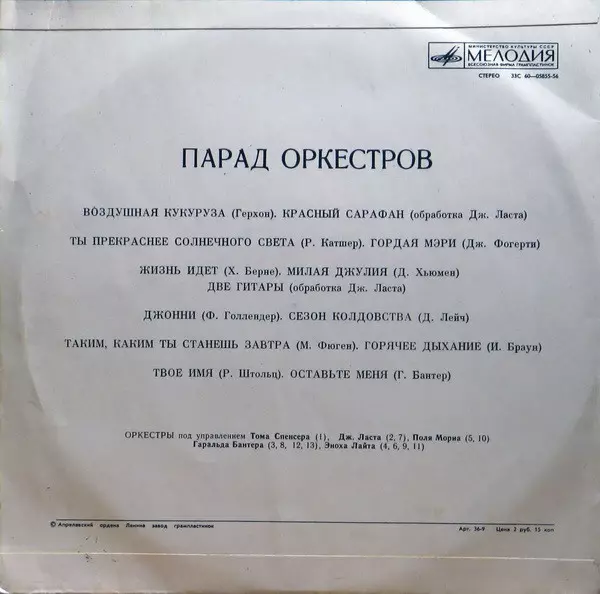 МИНИСТЕРСТВО КУЛЬТУРЫ СССР
МЕЛОДИЯ
ВСЕСОЮЗНАЯ ФИРМА ГРАМПЛАСТИНОК
СТЕРЕО 33С 60—05855-56
ПАРАД ОРКЕСТРОВ
ВОЗДУШНАЯ КУКУРУЗА (Герхон). КРАСНЫЙ САРАФАН (обработка Дж. Ласта)
ТЫ ПРЕКРАСНЕЕ СОЛНЕЧНОГО СВЕТА (Р. Катшер). ГОРДАЯ МЭРИ (Дж. Фогерти)
ЖИЗНЬ ИДЕТ (Х. Берне). МИЛАЯ ДЖУЛИЯ (Д. Хьюмен)
ДВЕ ГИТАРЫ (обработка Дж. Ласта)
ДЖОННИ (Ф. Голлендер). СЕЗОН КОЛДОВСТВА (Д. Лейч)
ТАКИМ, КАКИМ ТЫ СТАНЕШЬ ЗАВТРА (М. Фюген). ГОРЯЧЕЕ ДЫХАНИЕ (И. Браун)
ТВОЕ ИМЯ (Р. Штольц). ОСТАВЬТЕ МЕНЯ (Г. Бантер)
ОРКЕСТРЫ под управлением Тома Спенсера (1), Дж. Ласта (2, 7), Поля Мориа (5, 10)
Гаральда Бантера (3, 8, 12, 13), Эноха Лайта (4, 6, 9, 11)
© Апрелевский ордена Ленина завод грампластинок Арт. 36-9 Цена 2 руб. 15 коп